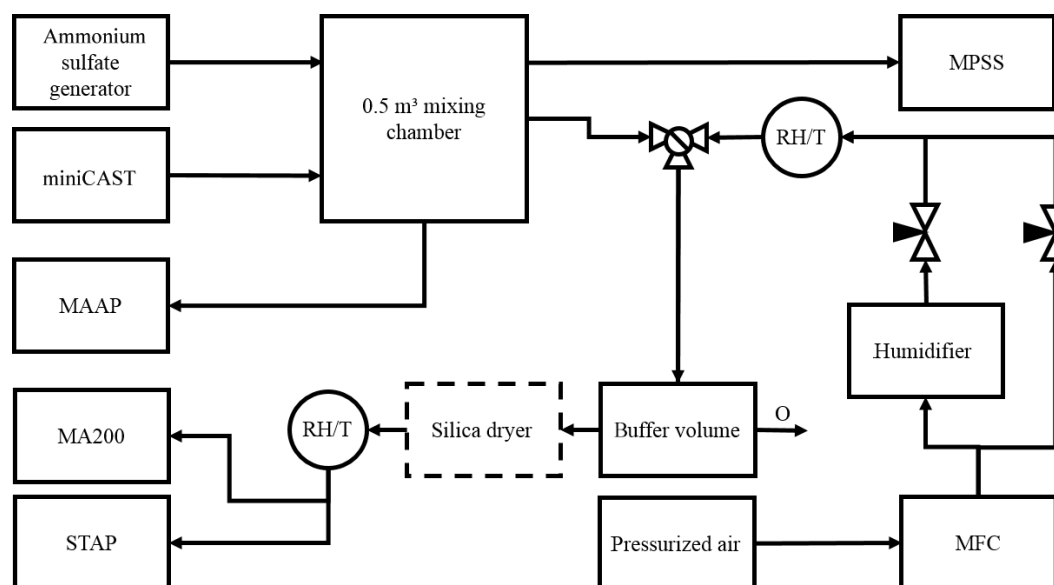 Ammonium
sulfate
generator
0.5 m³ mixing
chamber
MPSS
miniCAST
RH/T
MAAP
Humidifier
MA200
RH/T
Silica dryer
Buffer volume
O
STAP
Pressurized air
MFC